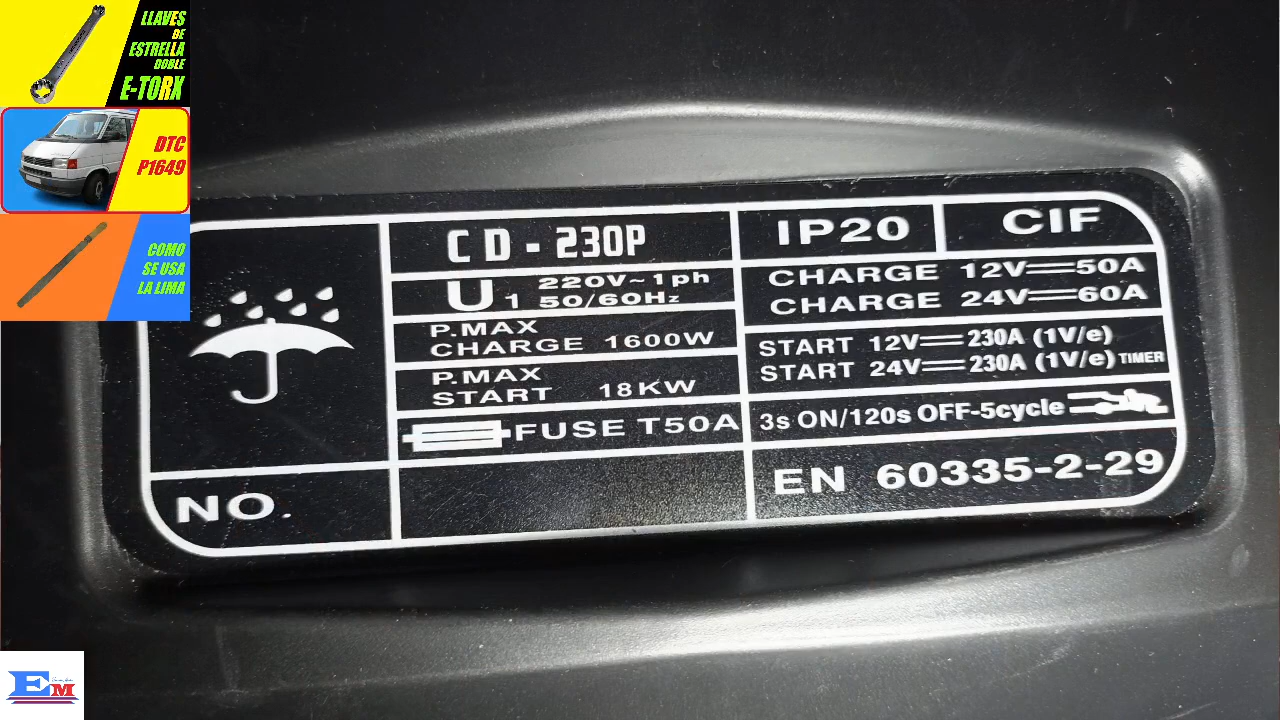 LLAVES
DE
ESTRELLA
DOBLE
E-TORX
DTC
P1649
COMO
SE USA
LA LIMA
CD-230P
IP20
CIF
U1 220V~1ph
50/60Hz
CHARGE 12V⎓50A
CHARGE 24V⎓60A
P.MAX
CHARGE 1600W
START 12V⎓230A (1V/e)
START 24V⎓230A (1V/e) TIMER
P.MAX
START 18KW
FUSE T50A
3s ON/120s OFF-5cycle
NO.
EN 60335-2-29
EM